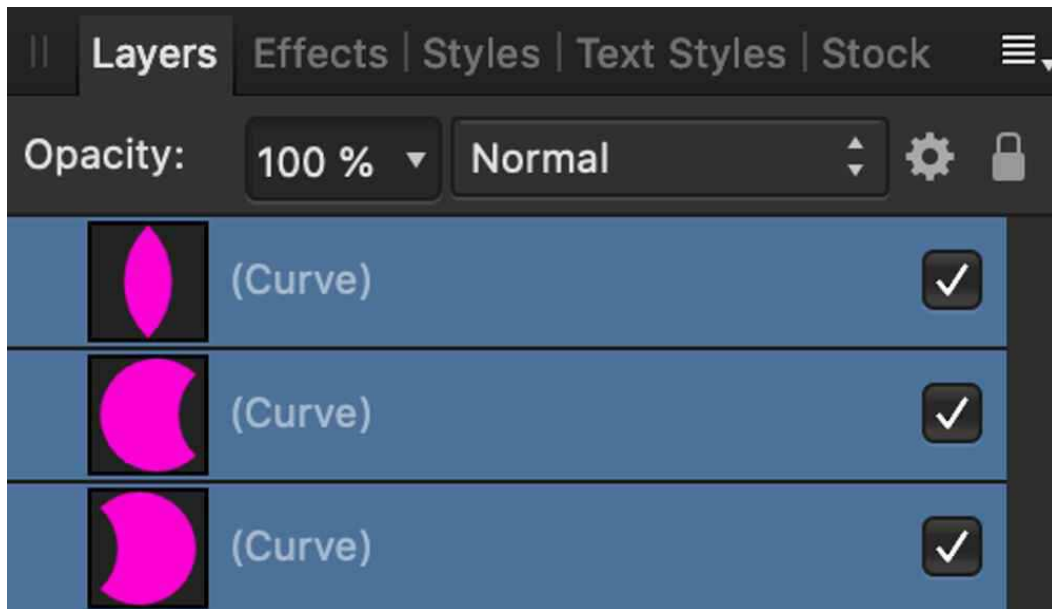 Layers Effects | Styles | Text Styles | Stock
Opacity: 100 % Normal
(Curve)
(Curve)
(Curve)